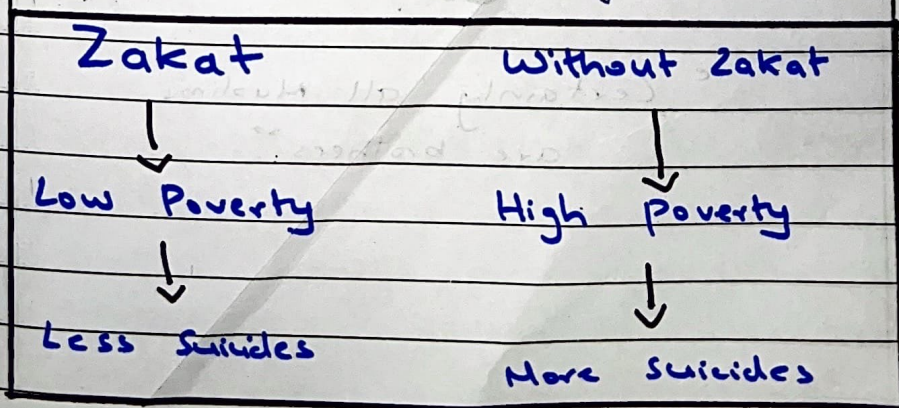 Zakat
Low Poverty
Less Suicides
Without Zakat
High Poverty
More Suicides